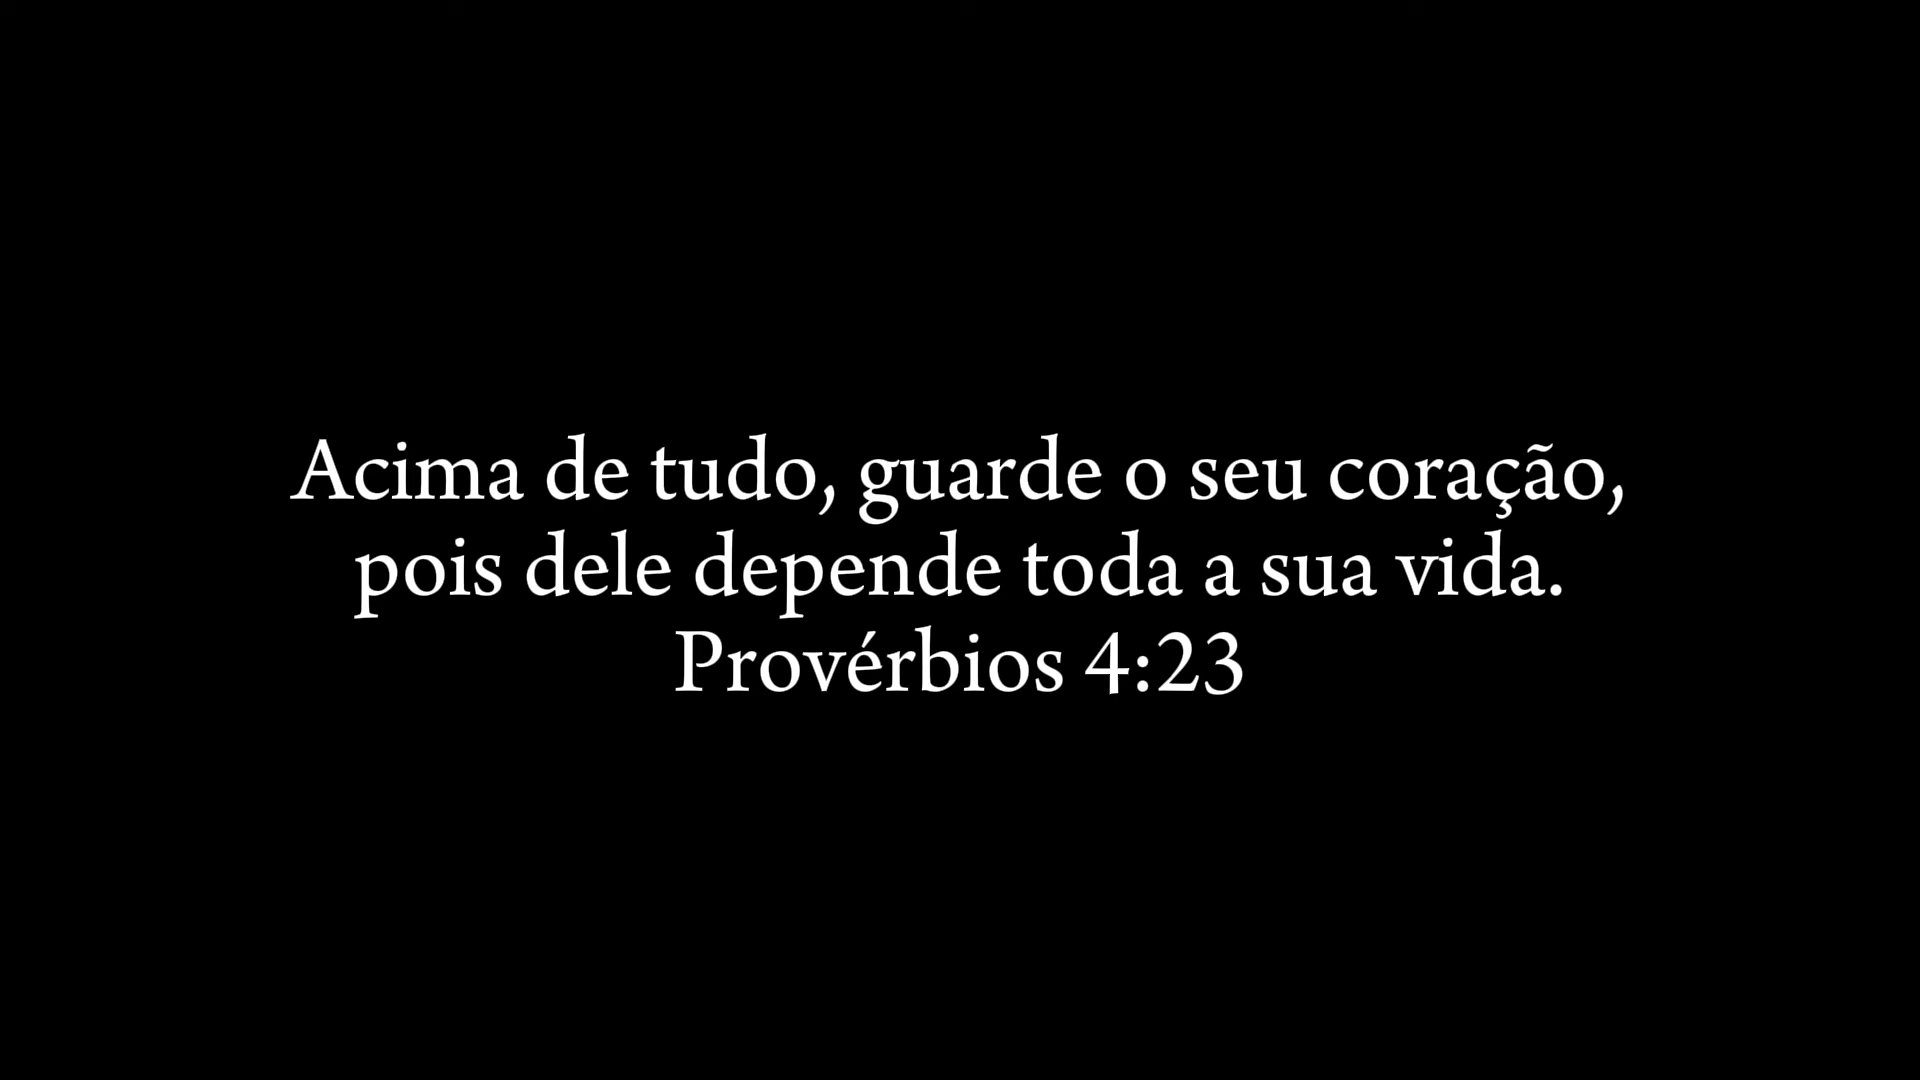 Acima de tudo, guarde o seu coração,
pois dele depende toda a sua vida.
Provérbios 4:23